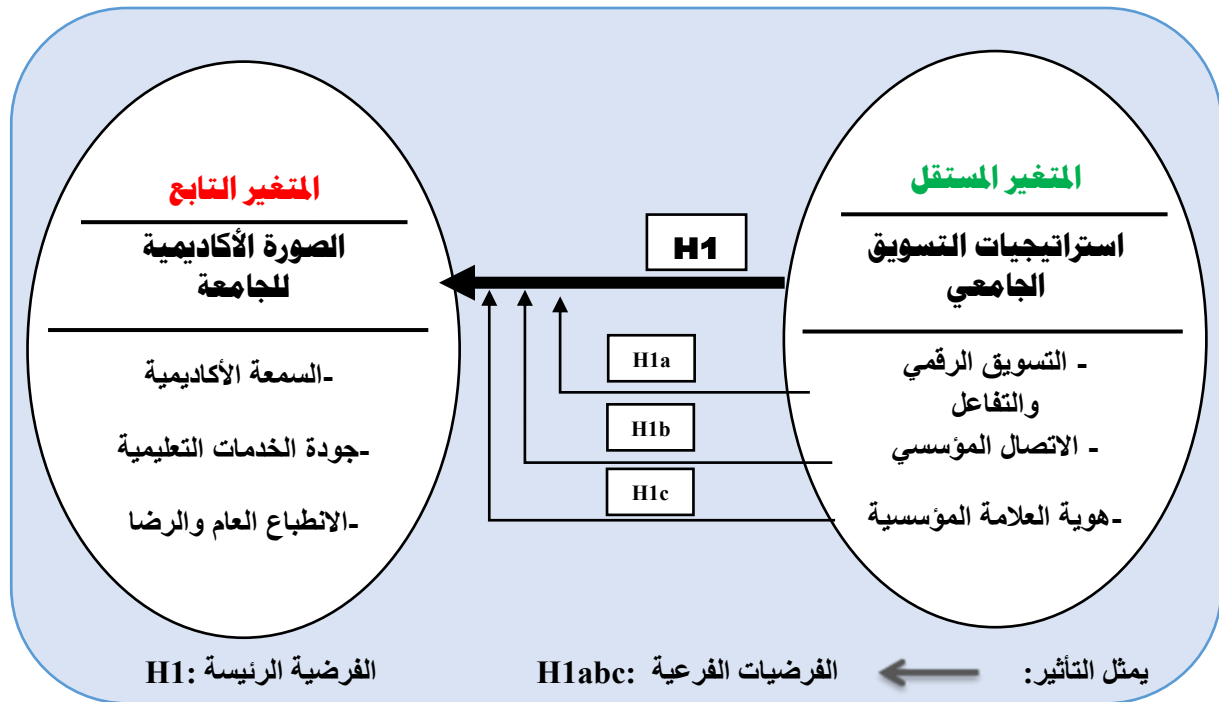 المتغير المستقل
استراتيجيات التسويق
الجامعي
- التسويق الرقمي
والتفاعل
- الاتصال المؤسسي
-هوية العلامة المؤسسية
H1
H1a
H1b
H1c
المتغير التابع
الصورة الأكاديمية
للجامعة
-السمعة الأكاديمية
-جودة الخدمات التعليمية
-الانطباع العام والرضا
يمثل التأثير:
الفرضيات الفرعية :H1abc
الفرضية الرئيسة :H1